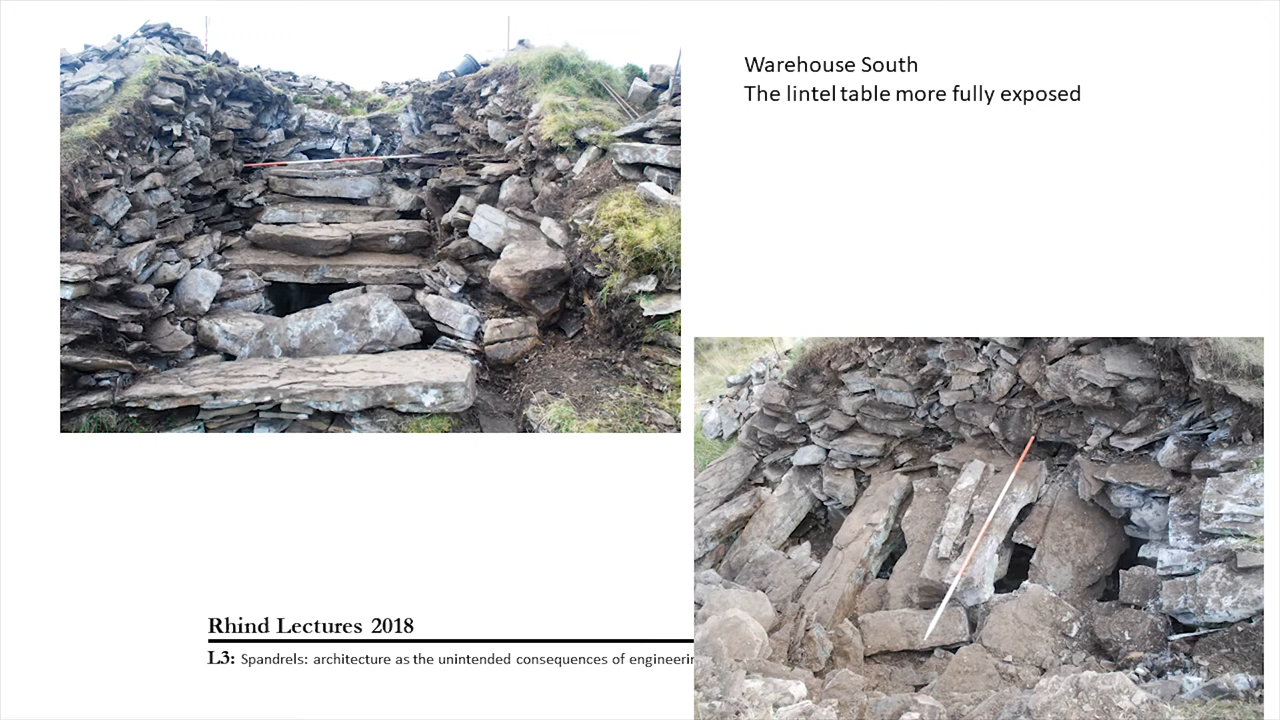 Warehouse South
The lintel table more fully exposed
Rhind Lectures 2018
L3: Spandrels: architecture as the unintended consequences of